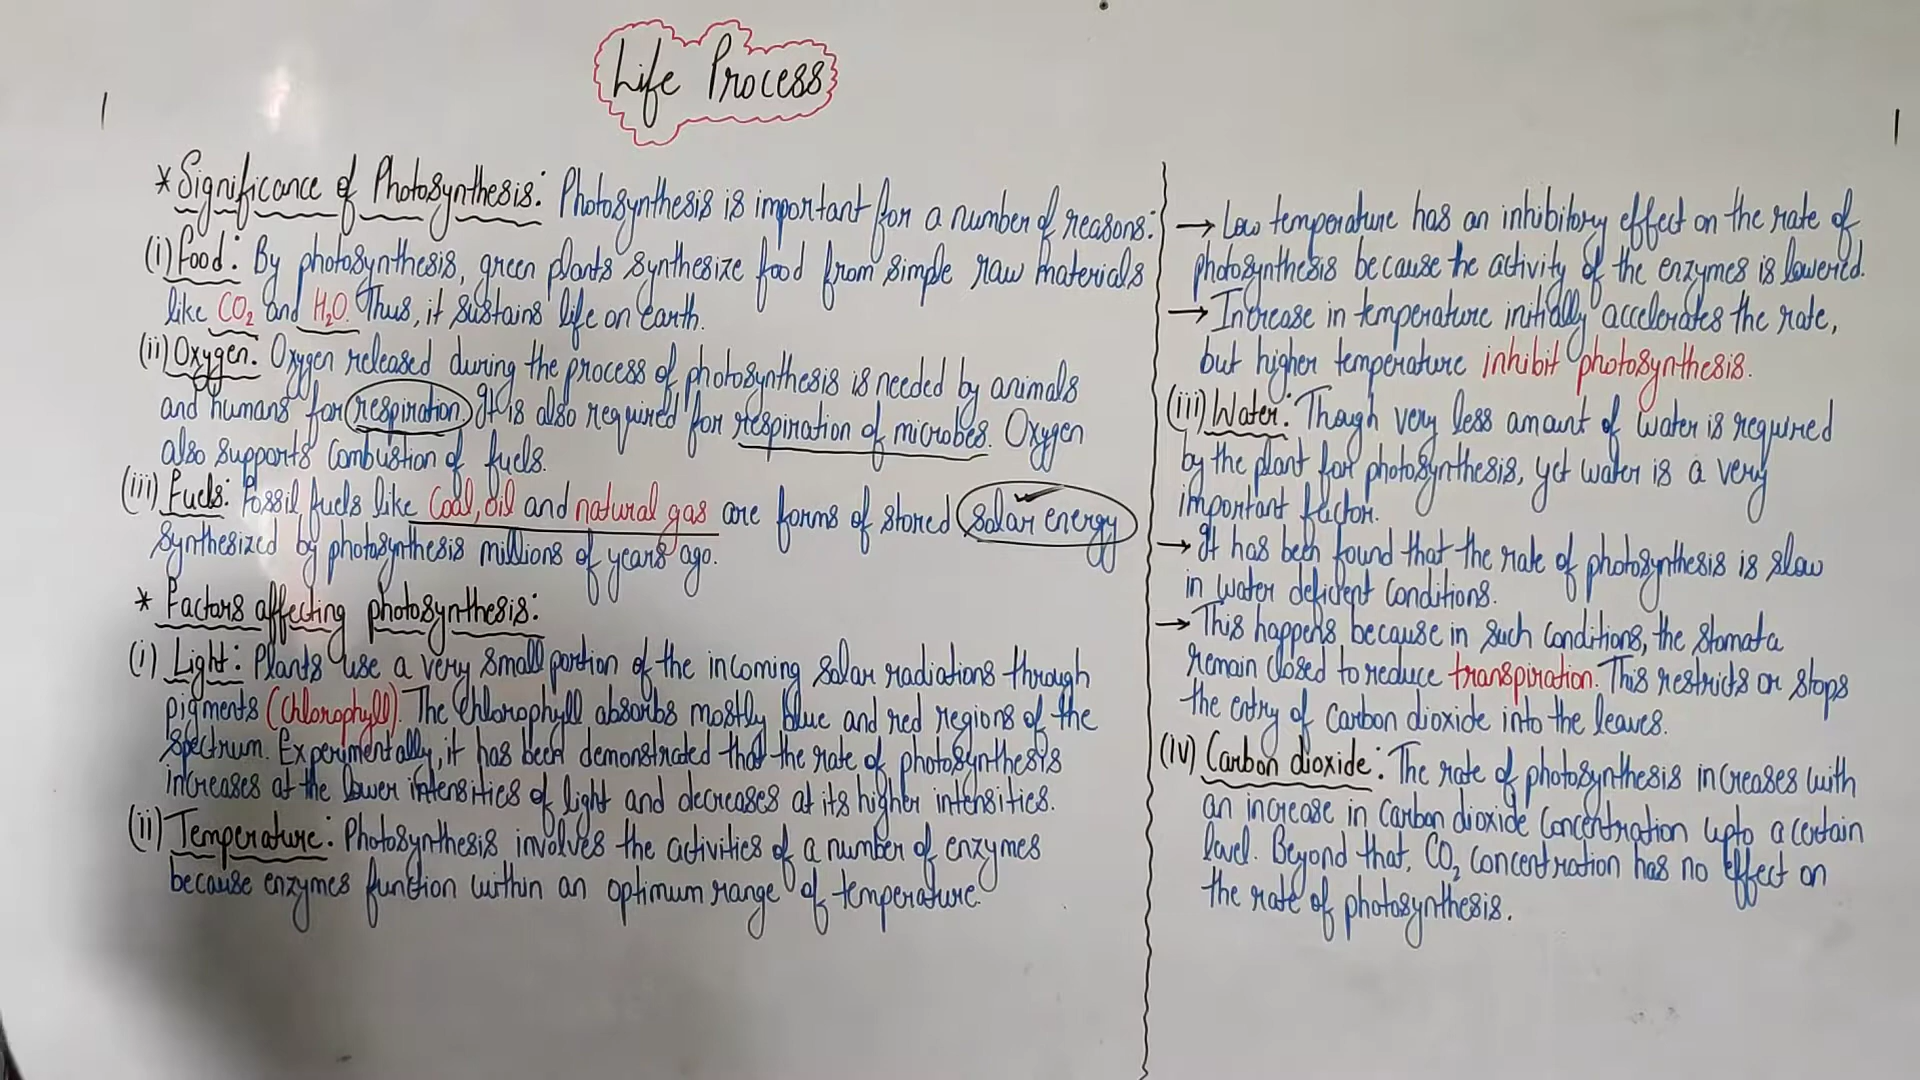 Life Process
* Significance of Photosynthesis: Photosynthesis is important for a number of reasons:
(i) Food: By photosynthesis, green plants synthesize food from simple raw materials
like CO₂ and H₂O. Thus, it sustains life on earth.
(ii) Oxygen: Oxygen released during the process of photosynthesis is needed by animals
and humans for respiration. It is also required for respiration of microbes. Oxygen
also supports combustion of fuels.
(iii) Fuels: Fossil fuels like coal, oil and natural gas are forms of stored solar energy
synthesized by photosynthesis millions of years ago.
* Factors affecting photosynthesis:
(i) Light: Plants use a very small portion of the incoming solar radiations through
pigments (chlorophyll). The chlorophyll absorbs mostly blue and red regions of the
spectrum. Experimentally, it has been demonstrated that the rate of photosynthesis
increases at the lower intensities of light and decreases at its higher intensities.
(ii) Temperature: Photosynthesis involves the activities of a number of enzymes
because enzymes function within an optimum range of temperature.
→ Low temperature has an inhibitory effect on the rate of
photosynthesis because the activity of the enzymes is lowered.
→ Increase in temperature initially accelerates the rate,
but higher temperature inhibit photosynthesis.
(iii) Water: Though very less amount of water is required
by the plant for photosynthesis, yet water is a very
important factor.
→ It has been found that the rate of photosynthesis is slow
in water deficient conditions.
→ This happens because in such conditions, the stomata
remain closed to reduce transpiration. This restricts or stops
the entry of carbon dioxide into the leaves.
(iv) Carbon dioxide: The rate of photosynthesis increases with
an increase in carbon dioxide concentration upto a certain
level. Beyond that, CO₂ concentration has no effect on
the rate of photosynthesis.